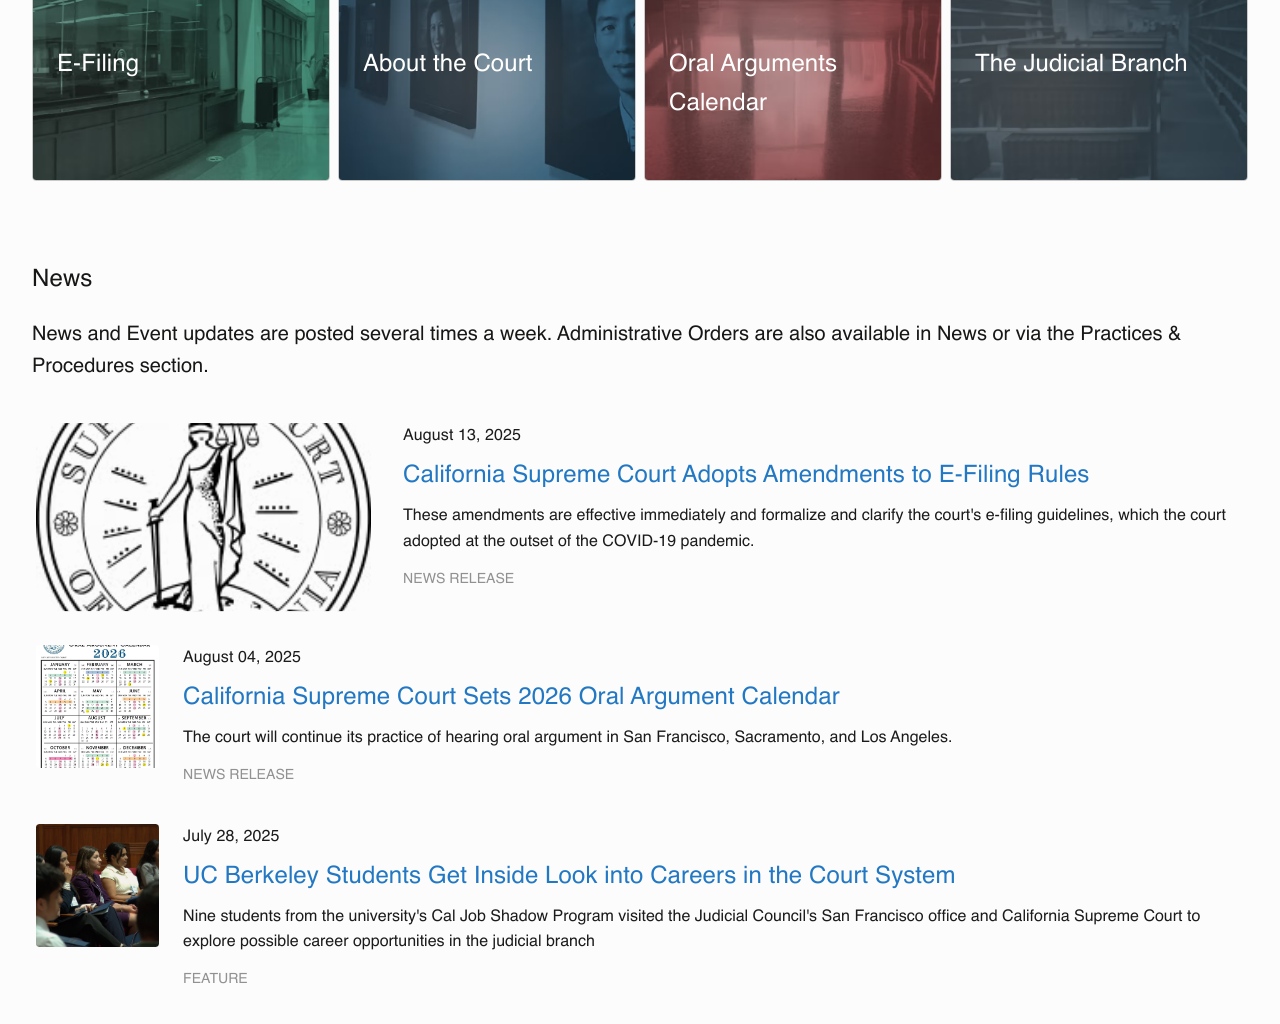 E-Filing
About the Court
Oral Arguments
Calendar
The Judicial Branch
News
News and Event updates are posted several times a week. Administrative Orders are also available in News or via the Practices &
Procedures section.
August 13, 2025
California Supreme Court Adopts Amendments to E-Filing Rules
These amendments are effective immediately and formalize and clarify the court's e-filing guidelines, which the court
adopted at the outset of the COVID-19 pandemic.
NEWS RELEASE
2026
JANUARY
FEBRUARY
MARCH
APRIL
MAY
JUNE
JULY
AUGUST
SEPTEMBER
OCTOBER
NOVEMBER
DECEMBER
August 04, 2025
California Supreme Court Sets 2026 Oral Argument Calendar
The court will continue its practice of hearing oral argument in San Francisco, Sacramento, and Los Angeles.
NEWS RELEASE
July 28, 2025
UC Berkeley Students Get Inside Look into Careers in the Court System
Nine students from the university's Cal Job Shadow Program visited the Judicial Council's San Francisco office and California Supreme Court to
explore possible career opportunities in the judicial branch
FEATURE